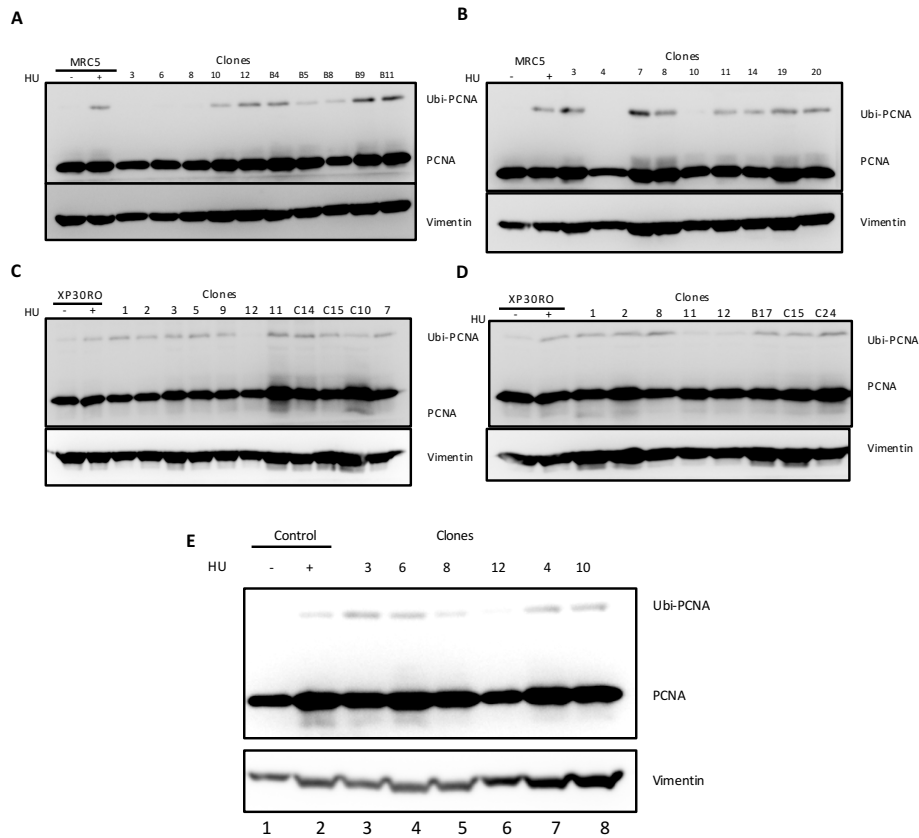 A
MRC5 Clones
HU - + 3 6 8 10 12 B4 B5 B8 B9 B11
Ubi-PCNA
PCNA
Vimentin
B
MRC5 Clones
HU - + 3 4 7 8 10 11 14 19 20
Ubi-PCNA
PCNA
Vimentin
C
XP30RO Clones
HU - + 1 2 3 5 9 12 11 C14 C15 C10 7
Ubi-PCNA
PCNA
Vimentin
D
XP30RO Clones
HU - + 1 2 8 11 12 B17 C15 C24
Ubi-PCNA
PCNA
Vimentin
E
Control Clones
HU - + 3 6 8 12 4 10
Ubi-PCNA
PCNA
Vimentin
1 2 3 4 5 6 7 8